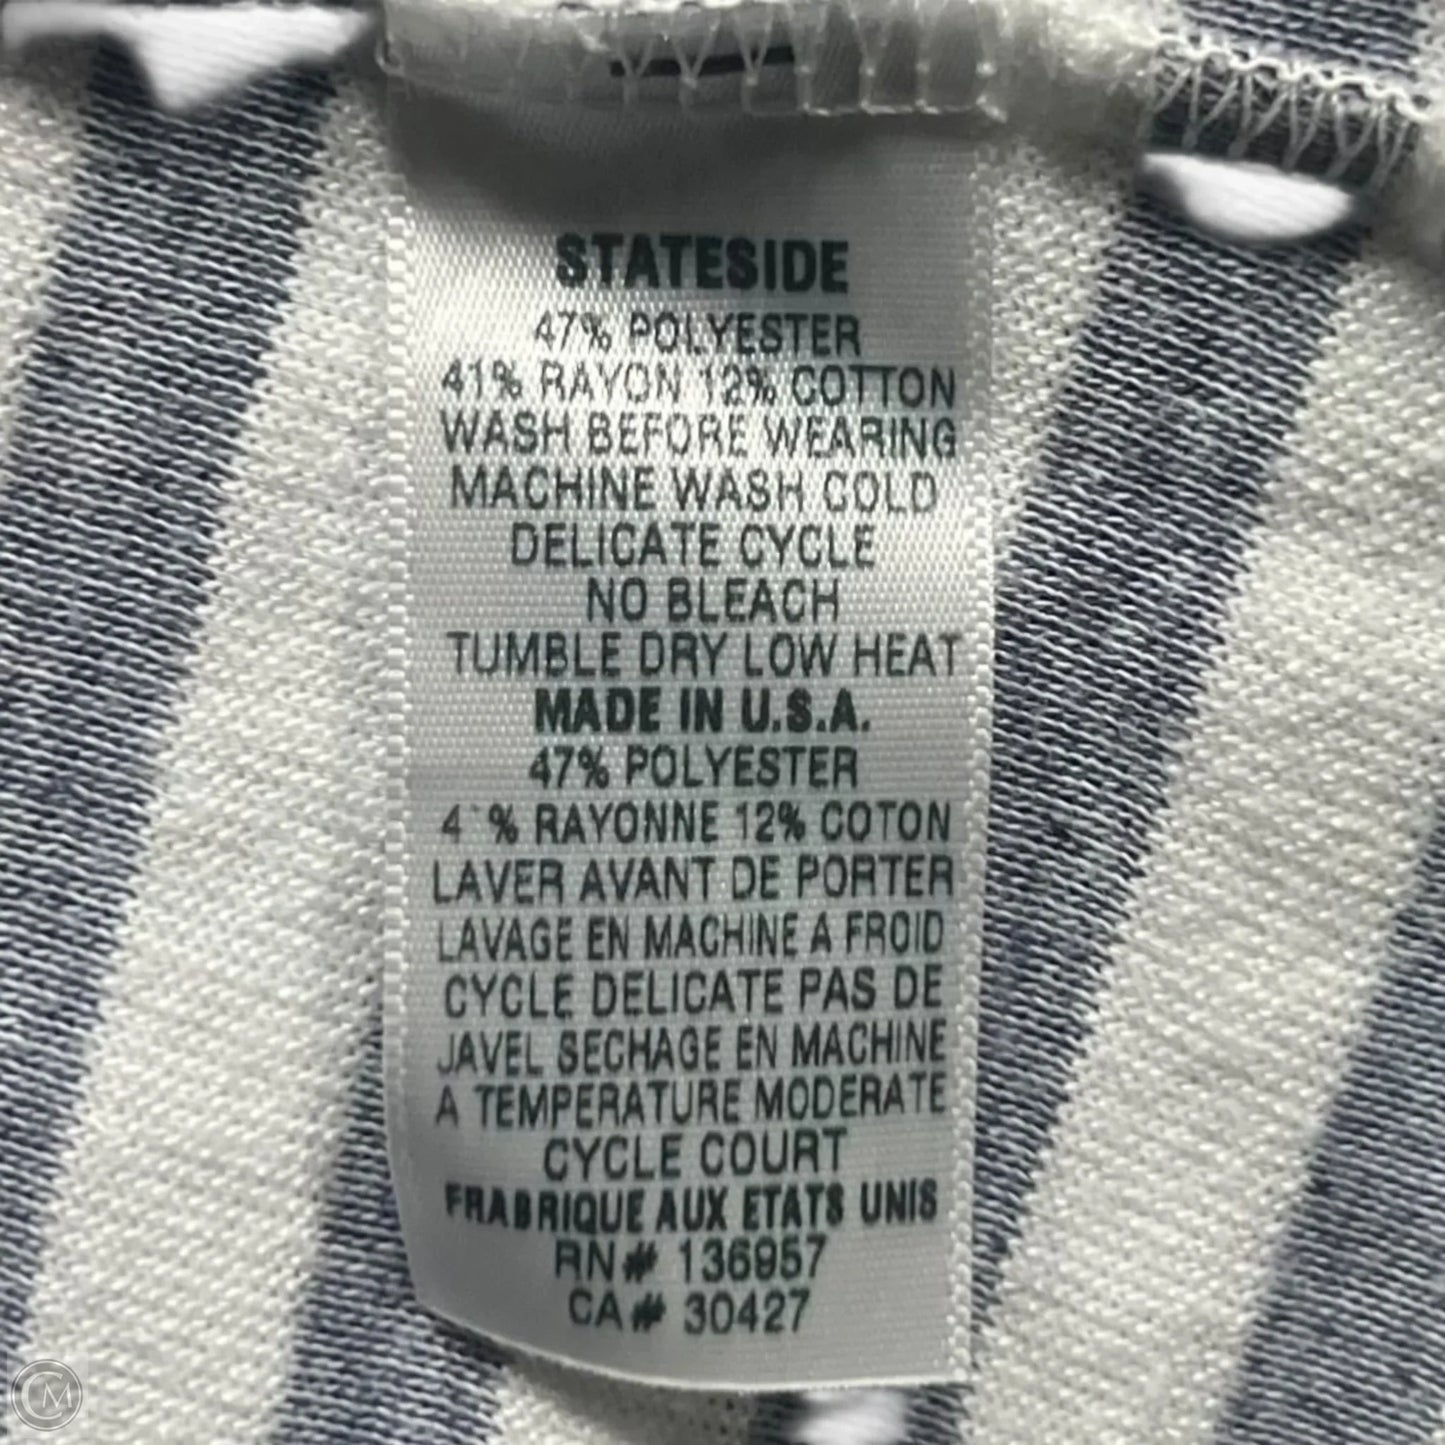 STATESIDE
47% POLYESTER
41% RAYON 12% COTTON
WASH BEFORE WEARING
MACHINE WASH COLD
DELICATE CYCLE
NO BLEACH
TUMBLE DRY LOW HEAT
MADE IN U.S.A.
47% POLYESTER
4 % RAYONNE 12% COTON
LAVER AVANT DE PORTER
LAVAGE EN MACHINE A FROID
CYCLE DELICATE PAS DE
JAVEL SECHAGE EN MACHINE
A TEMPERATURE MODERATE
CYCLE COURT
FRABRIQUE AUX ETATS UNIS
RN# 136957
CA# 30427
CM